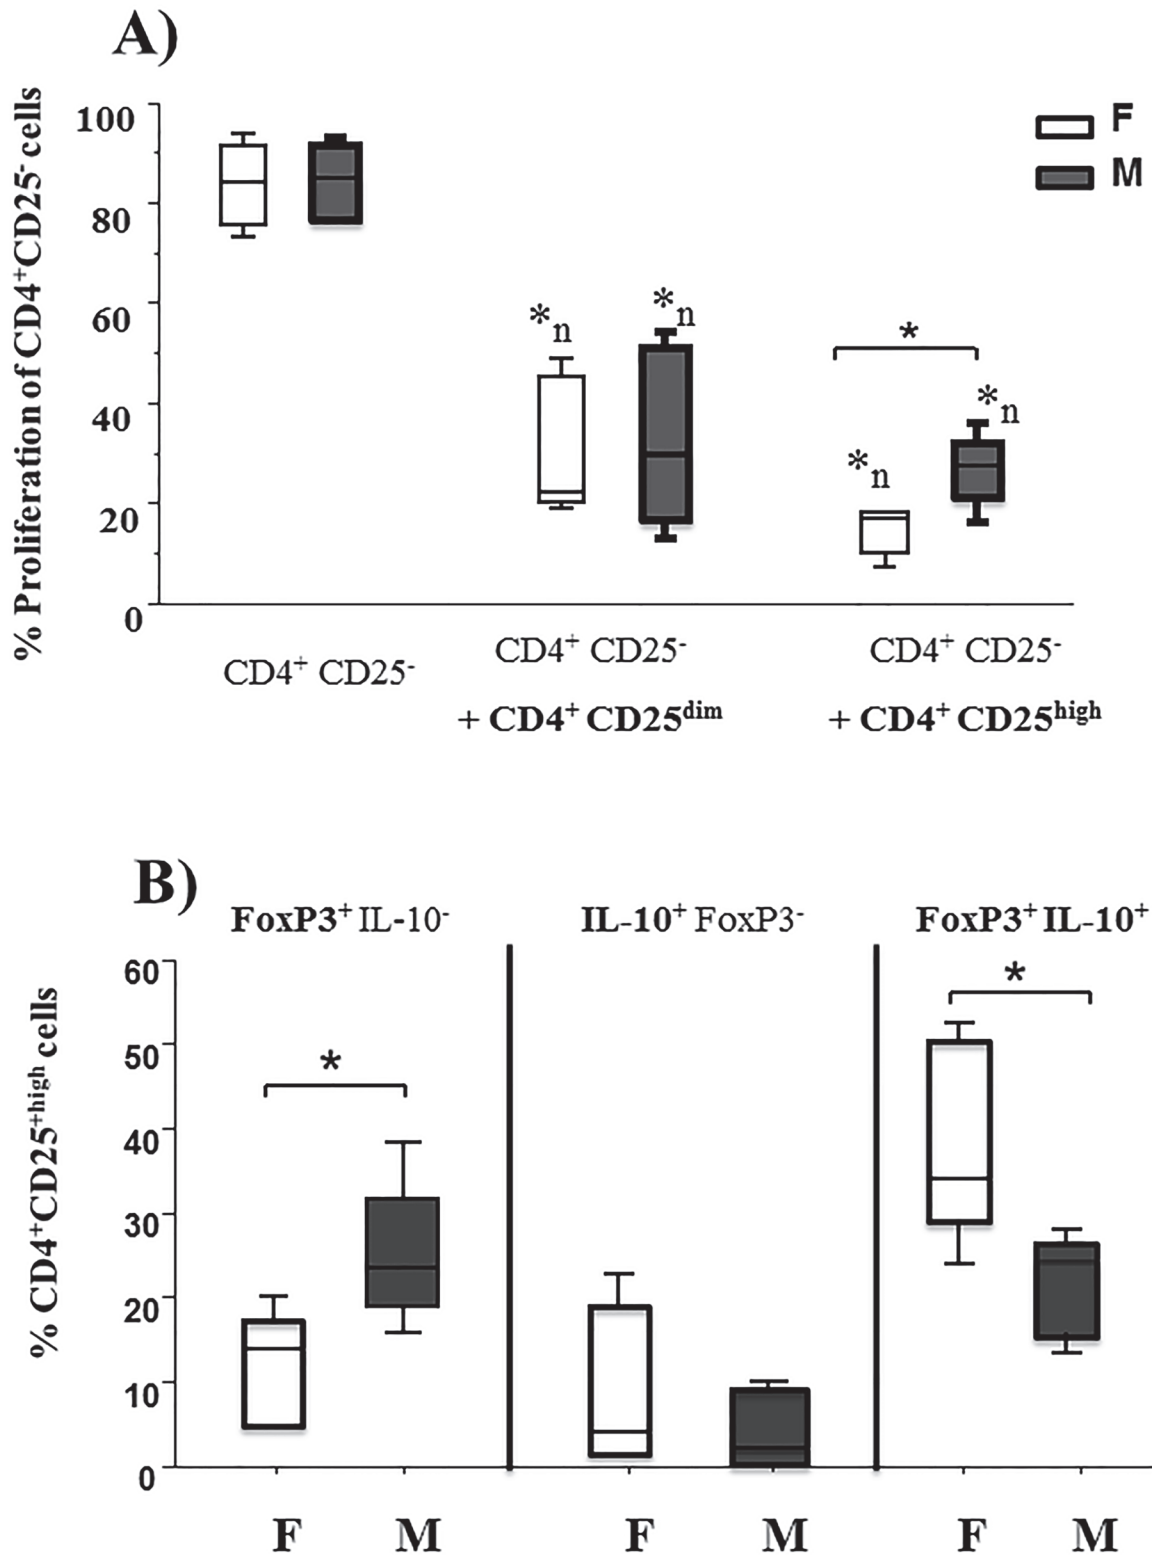 A)
% Proliferation of CD4⁺CD25⁻ cells
100
80
60
40
20
0
F
M
*n
*n
*
*n
*n
CD4⁺ CD25⁻
CD4⁺ CD25⁻
+ CD4⁺ CD25ᵈⁱᵐ
CD4⁺ CD25⁻
+ CD4⁺ CD25ʰⁱᵍʰ
B)
FoxP3⁺ IL-10⁻
IL-10⁺ FoxP3⁻
FoxP3⁺ IL-10⁺
% CD4⁺CD25⁺ʰⁱᵍʰ cells
60
50
40
30
20
10
0
*
*
F
M
F
M
F
M